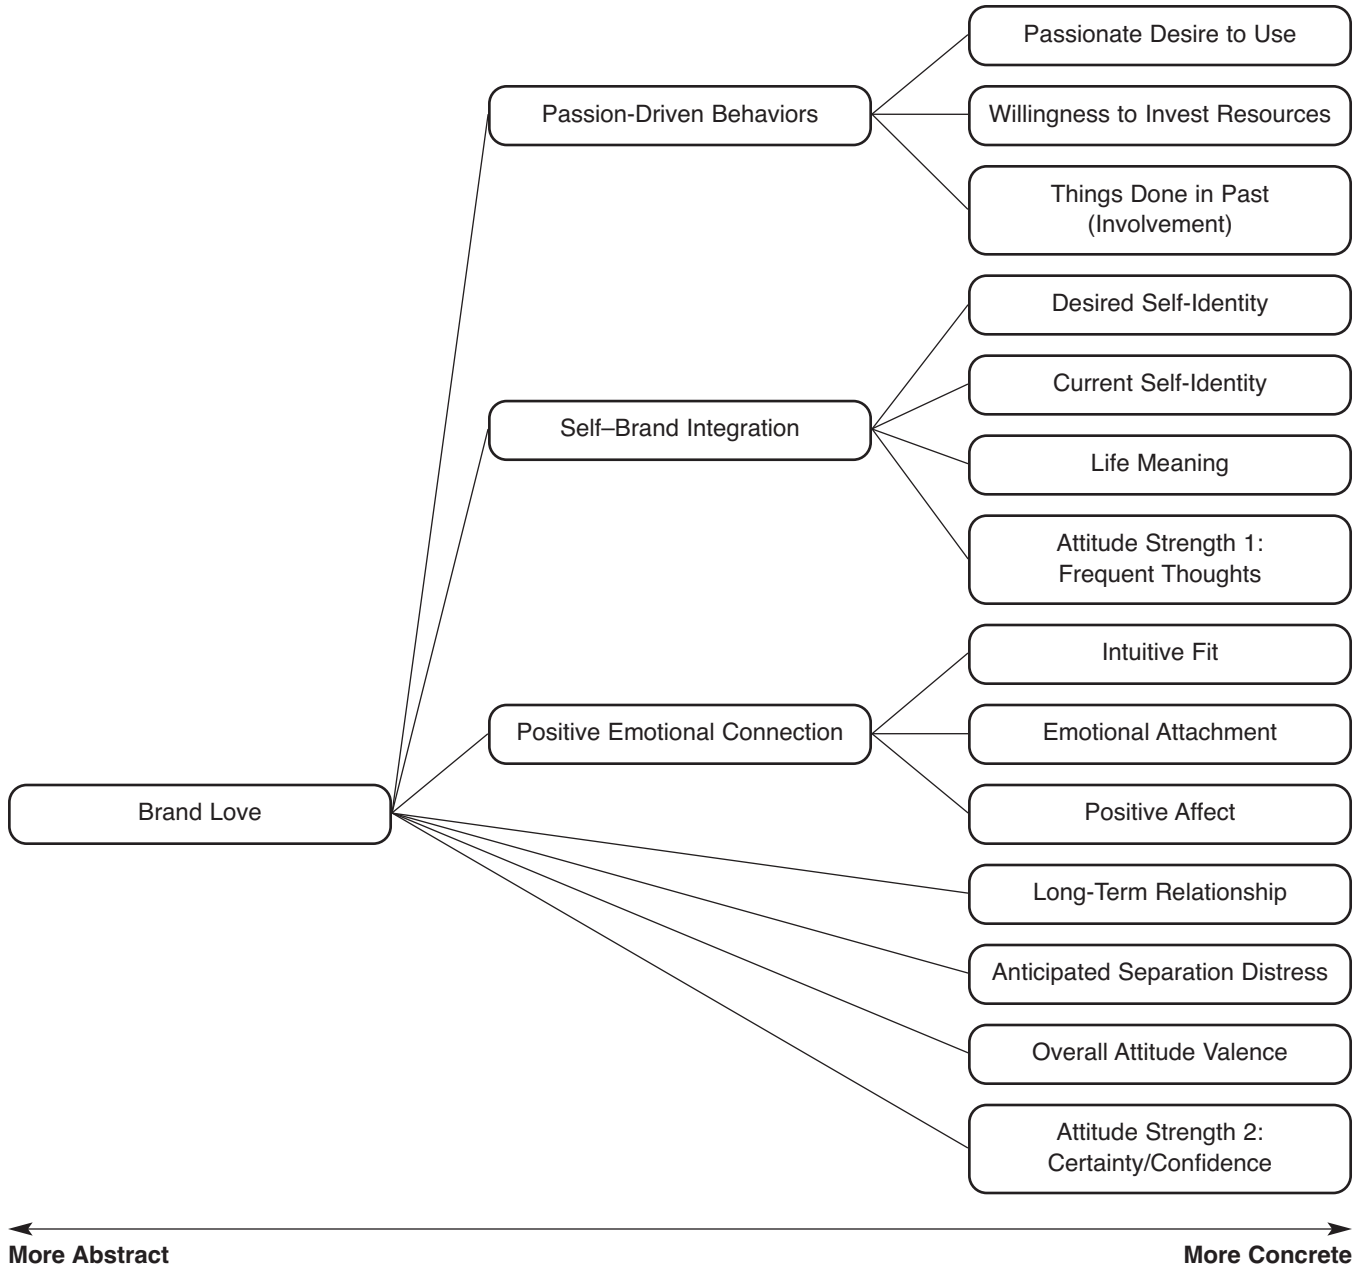 Passionate Desire to Use
Passion-Driven Behaviors
Willingness to Invest Resources
Things Done in Past
(Involvement)
Desired Self-Identity
Current Self-Identity
Self–Brand Integration
Life Meaning
Attitude Strength 1:
Frequent Thoughts
Intuitive Fit
Positive Emotional Connection
Emotional Attachment
Brand Love
Positive Affect
Long-Term Relationship
Anticipated Separation Distress
Overall Attitude Valence
Attitude Strength 2:
Certainty/Confidence
More Abstract
More Concrete